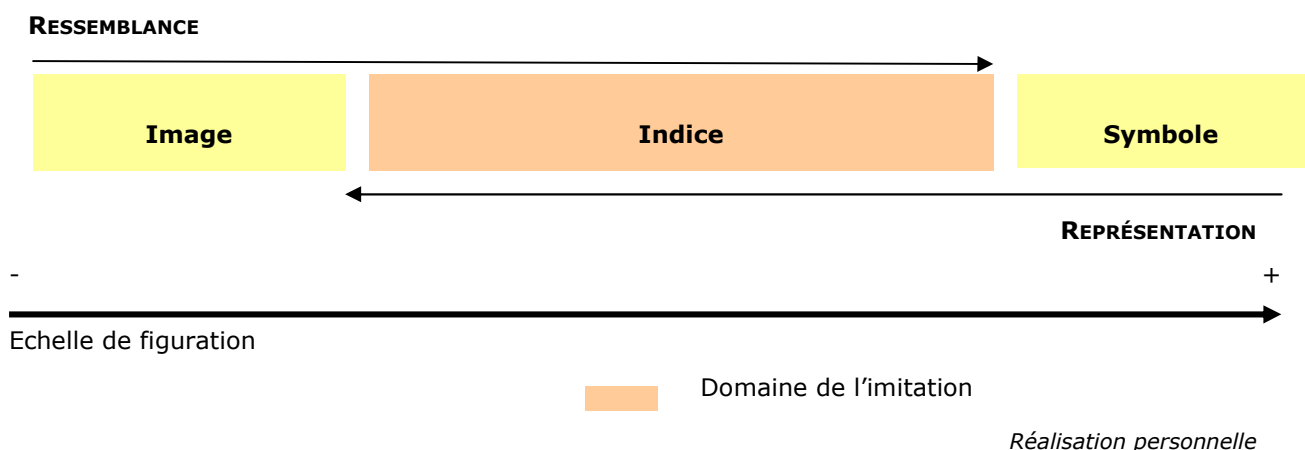 RESSEMBLANCE
Image Indice Symbole
REPRÉSENTATION
- +
Echelle de figuration
Domaine de l'imitation
Réalisation personnelle